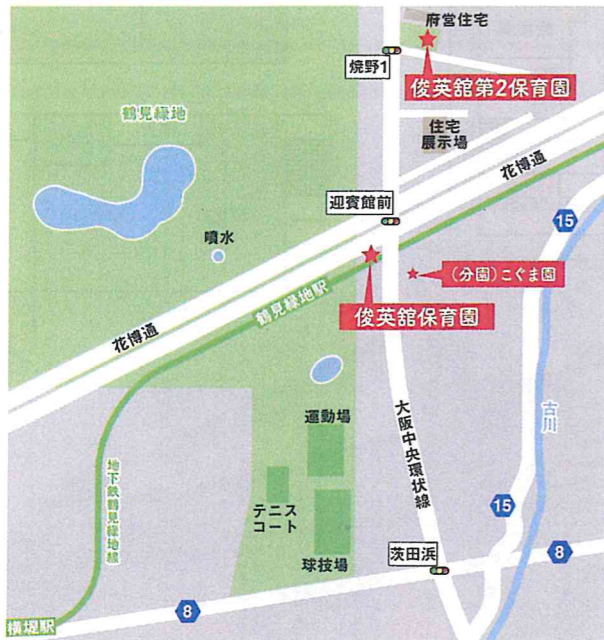 府営住宅
焼野1
俊英舘第2保育園
鶴見緑地
住宅
展示場
花博通
迎賓館前
15
噴水
(分園)こぐま園
鶴見緑地駅
俊英舘保育園
花博通
大阪中央環状線
古川
運動場
地下鉄鶴見緑地線
テニス
コート
15
球技場
茨田浜
8
8
横堤駅